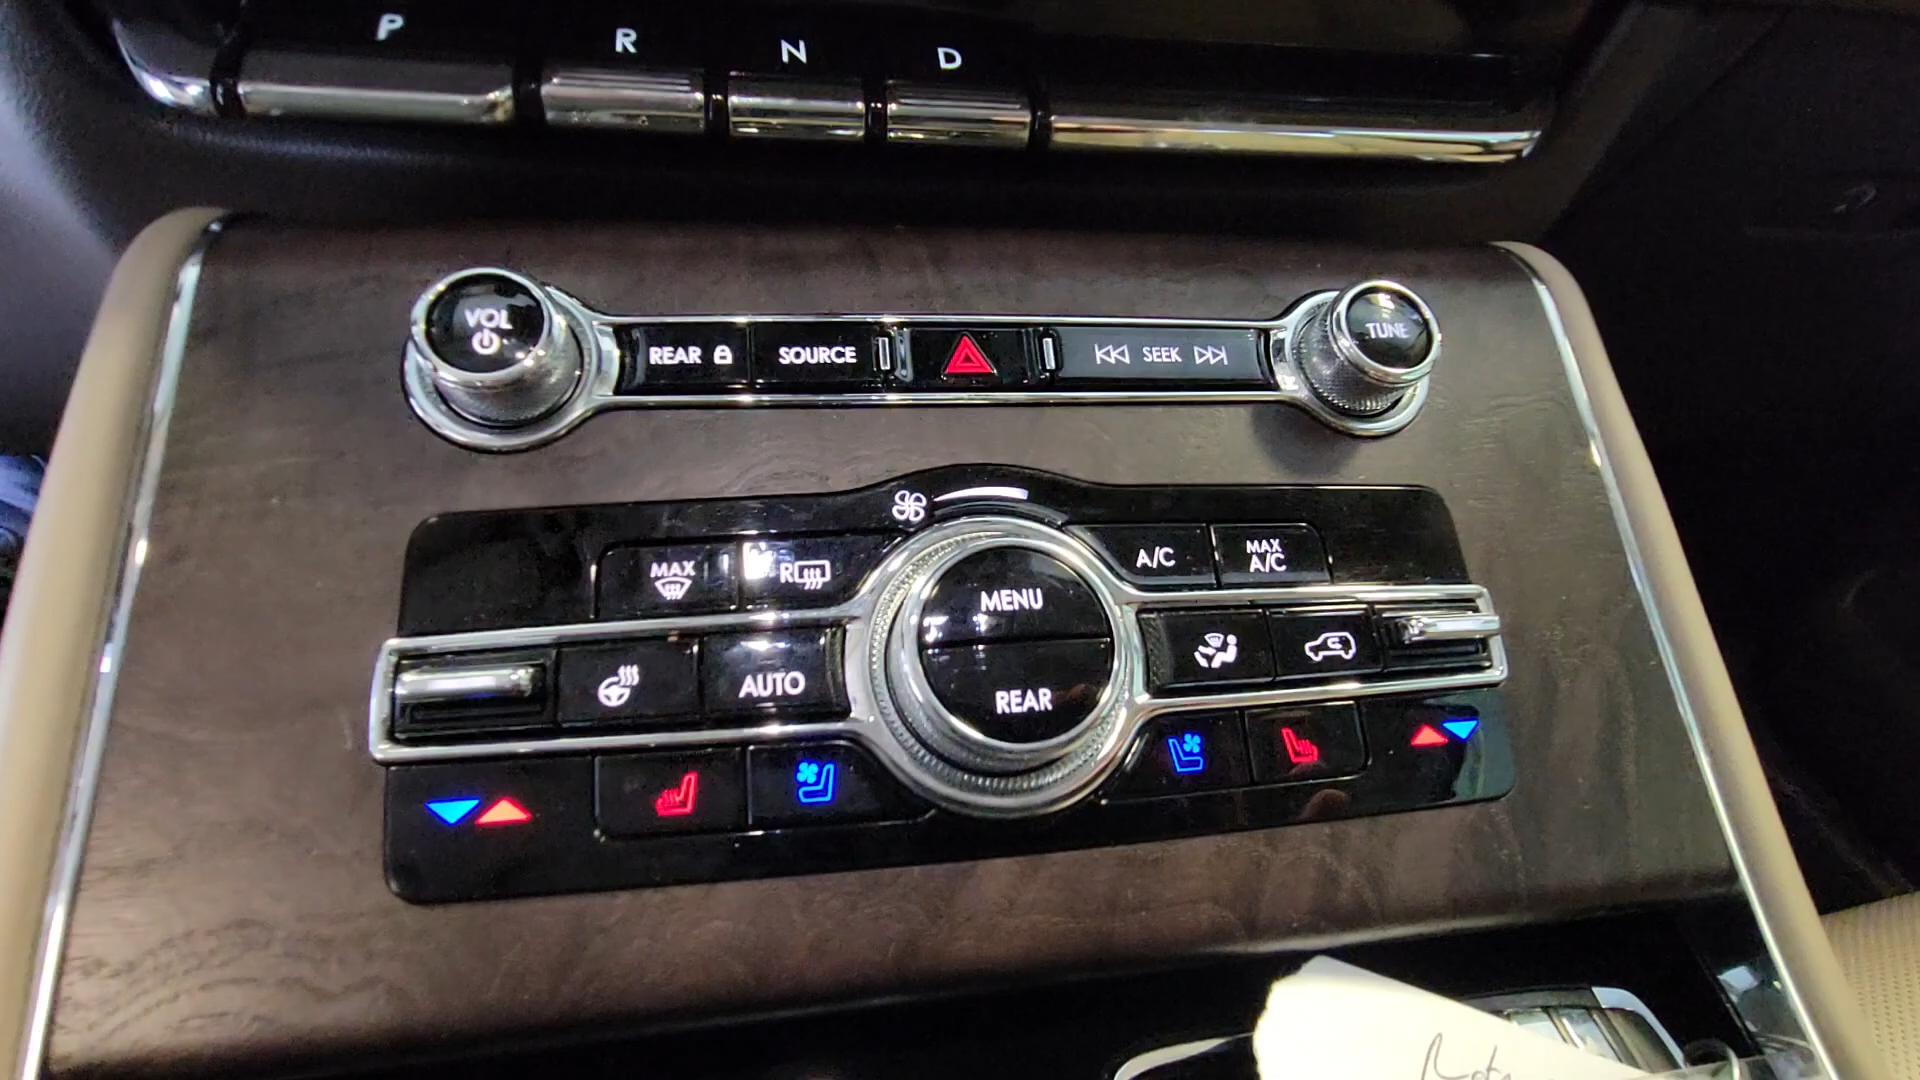 P R N D
VOL
REAR
SOURCE
SEEK
TUNE
MAX
R
A/C
MAX
A/C
MENU
AUTO
REAR